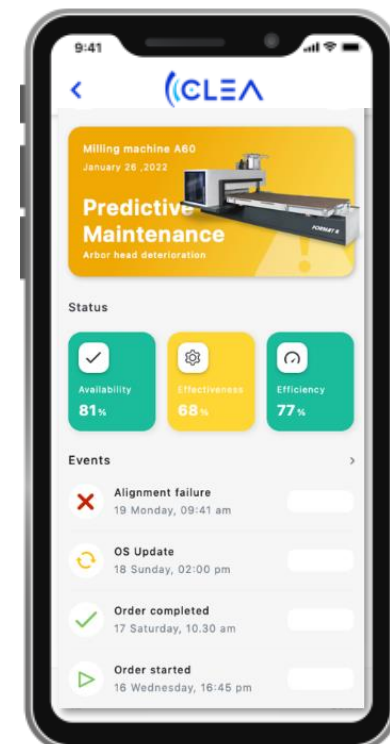 9:41
CLEA
Milling machine A60
January 26 ,2022
Predictive
Maintenance
Arbor head deterioration
FORMAT 4
Status
Availability
81%
Effectiveness
68%
Efficiency
77%
Events
Alignment failure
19 Monday, 09:41 am
OS Update
18 Sunday, 02:00 pm
Order completed
17 Saturday, 10.30 am
Order started
16 Wednesday, 16:45 pm